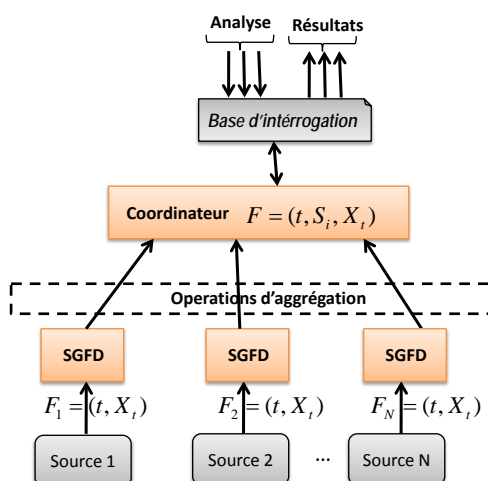 Analyse Résultats
Base d'intérrogation
Coordinateur F = (t, S_i, X_t)
Operations d'aggrégation
SGFD SGFD SGFD
F_1 = (t, X_t) F_2 = (t, X_t) F_N = (t, X_t)
Source 1 Source 2 ... Source N